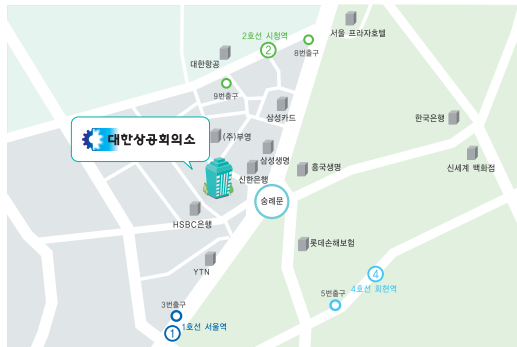 서울 프라자호텔
2호선 시청역
2
8번출구
대한항공
9번출구
삼성카드
한국은행
대한상공회의소
(주)부영
삼성생명
신한은행
흥국생명
신세계 백화점
숭례문
HSBC은행
롯데손해보험
YTN
4
4호선 회현역
5번출구
3번출구
1호선 서울역
1